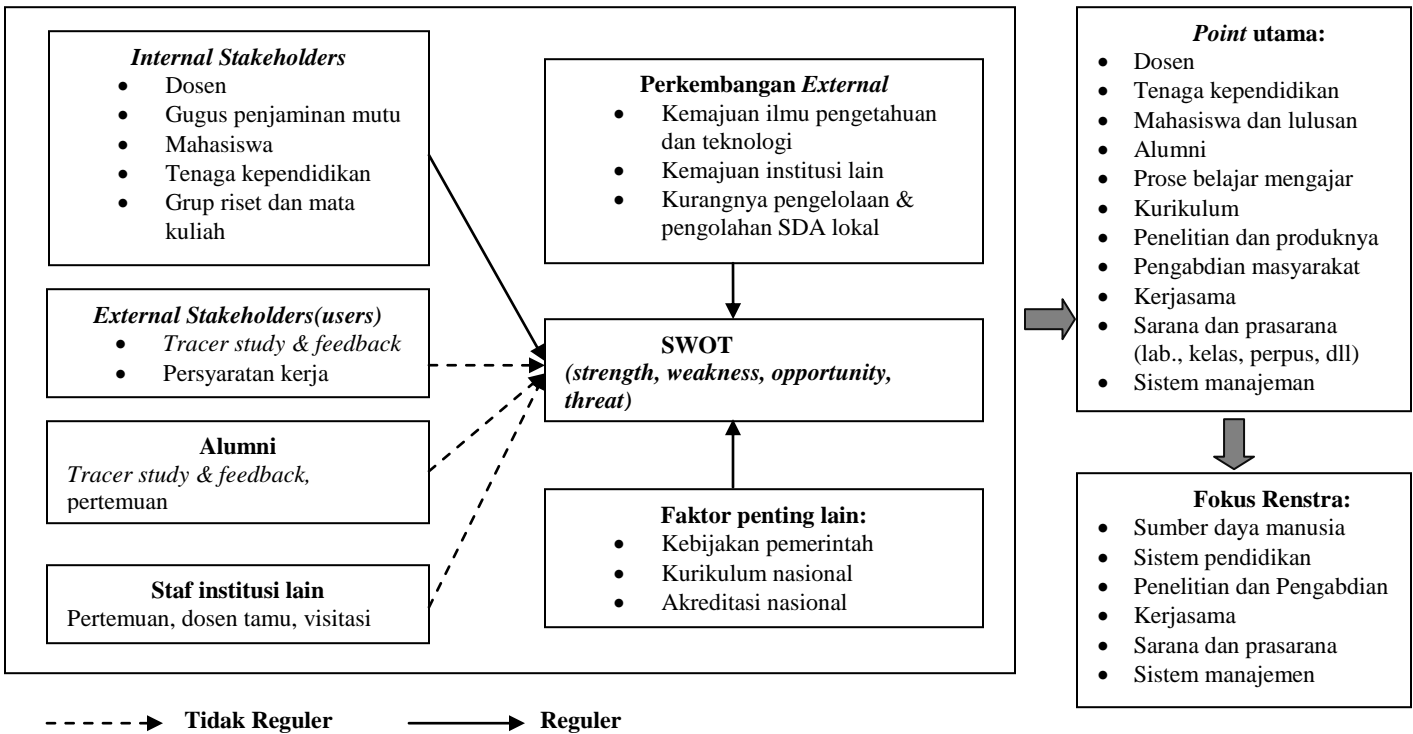 Internal Stakeholders
• Dosen
• Gugus penjaminan mutu
• Mahasiswa
• Tenaga kependidikan
• Grup riset dan mata
kuliah
External Stakeholders(users)
• Tracer study & feedback
• Persyaratan kerja
Alumni
Tracer study & feedback,
pertemuan
Staf institusi lain
Pertemuan, dosen tamu, visitasi
Perkembangan External
• Kemajuan ilmu pengetahuan
dan teknologi
• Kemajuan institusi lain
• Kurangnya pengelolaan &
pengolahan SDA lokal
SWOT
(strength, weakness, opportunity,
threat)
Faktor penting lain:
• Kebijakan pemerintah
• Kurikulum nasional
• Akreditasi nasional
Point utama:
• Dosen
• Tenaga kependidikan
• Mahasiswa dan lulusan
• Alumni
• Prose belajar mengajar
• Kurikulum
• Penelitian dan produknya
• Pengabdian masyarakat
• Kerjasama
• Sarana dan prasarana
(lab., kelas, perpus, dll)
• Sistem manajeman
Fokus Renstra:
• Sumber daya manusia
• Sistem pendidikan
• Penelitian dan Pengabdian
• Kerjasama
• Sarana dan prasarana
• Sistem manajemen
Tidak Reguler
Reguler